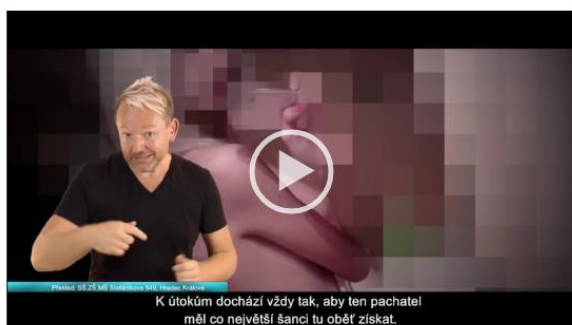 Překlad: SŠ,ZŠ,MŠ Štefánikova 549, Hradec Králové
K útokům dochází vždy tak, aby ten pachatel
měl co největší šanci tu oběť získat.